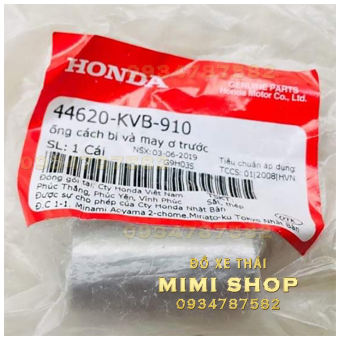 HONDA
GENUINE PARTS
Honda Motor Co., Ltd.
0934787582
44620-KVB-910
ống cách bi và may ơ trước
SL: 1 Cái
NSX: 03-06-2019
G9H03S
Tiêu chuẩn áp dụng:
TCCS: 01|2008|HVN
Đóng gói tại: Cty Honda Việt Nam
Sắt, thép
Phúc Thắng, Phúc Yên, Vĩnh Phúc
Được sự cho phép của Cty Honda Nhật Bản
Đ.C 1-1, Minami Aoyama 2-chome, Minato-ku Tokyo Nhật Bản
ĐỒ XE THÁI
MIMI SHOP
0934787582